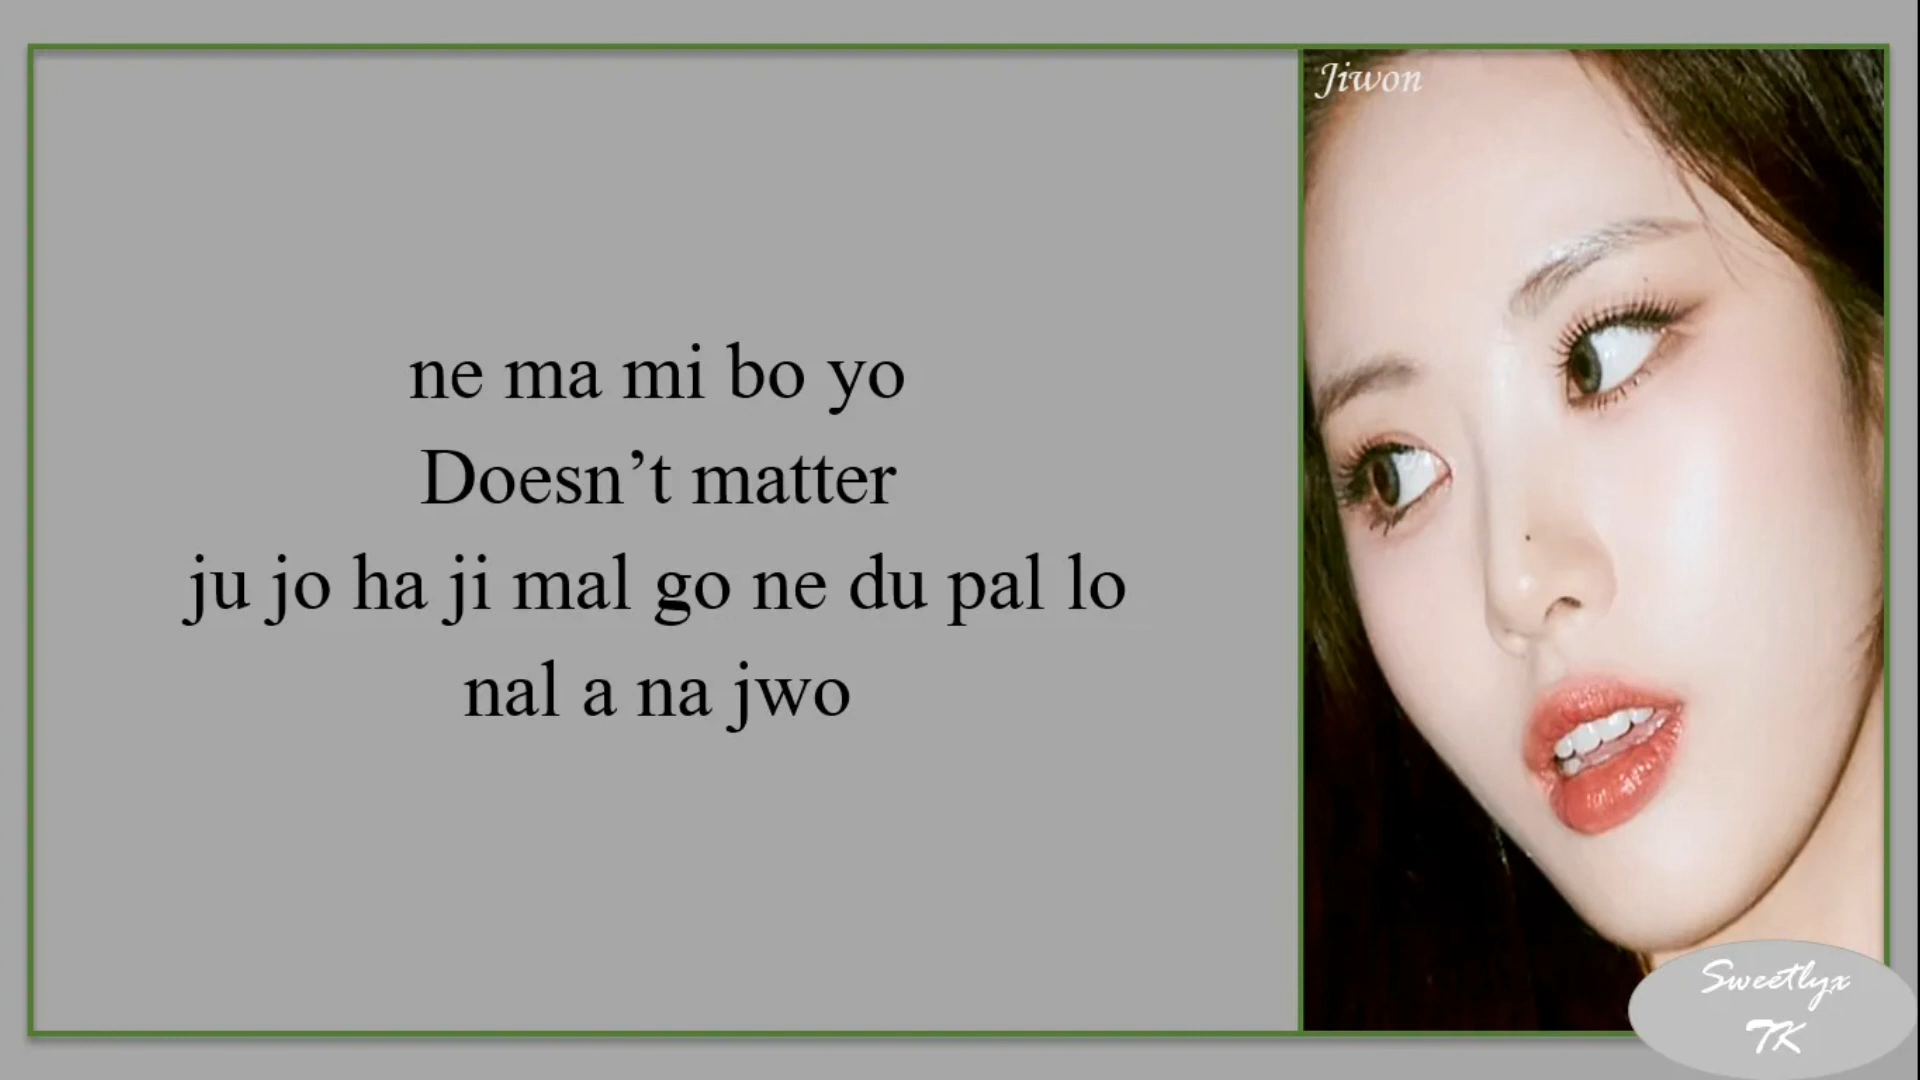 Jiwon
ne ma mi bo yo
Doesn’t matter
ju jo ha ji mal go ne du pal lo
nal a na jwo
Sweetlyx
TK